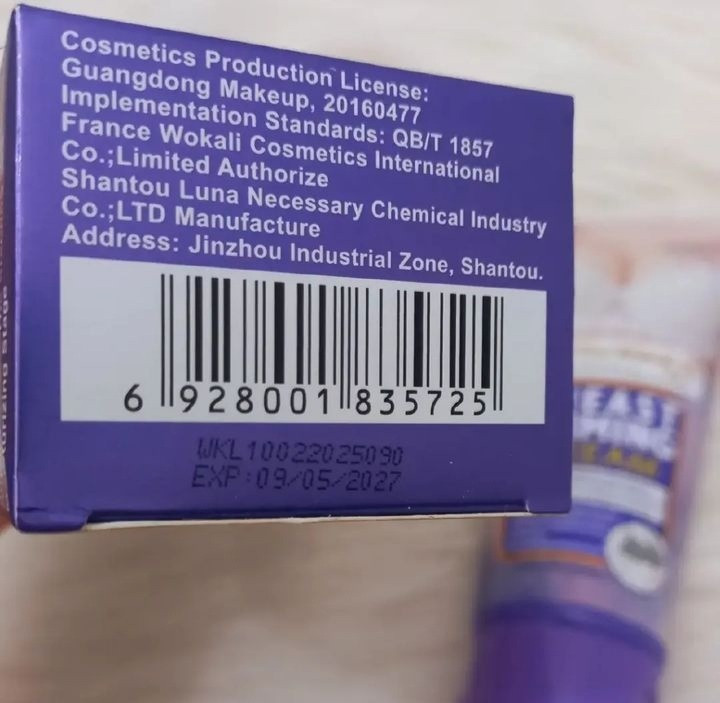 Cosmetics Production License:
Guangdong Makeup, 20160477
Implementation Standards: QB/T 1857
France Wokali Cosmetics International
Co.;Limited Authorize
Shantou Luna Necessary Chemical Industry
Co.;LTD Manufacture
Address: Jinzhou Industrial Zone, Shantou.
6 928001 835725
WKL10022025090
EXP:09/05/2027